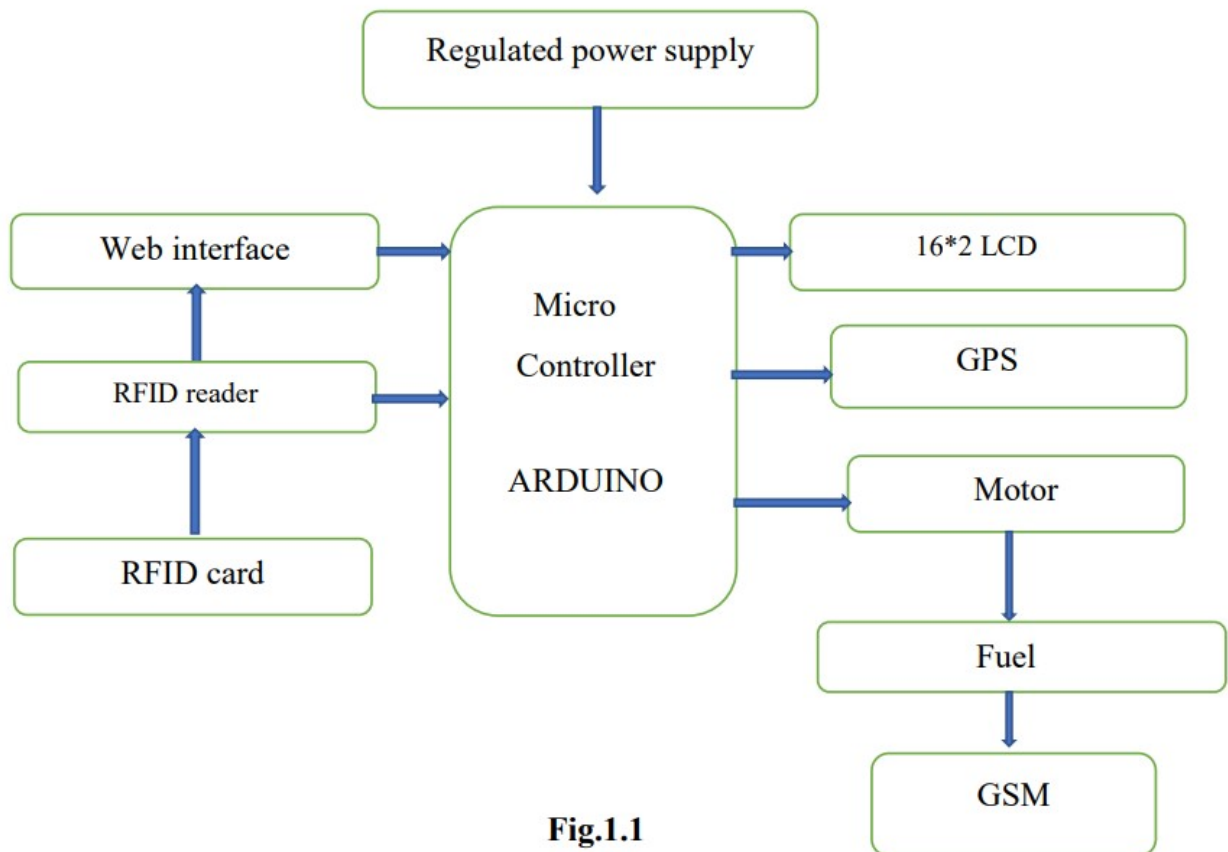 Regulated power supply
Web interface
16*2 LCD
Micro
Controller
GPS
RFID reader
ARDUINO
Motor
RFID card
Fuel
GSM
Fig.1.1